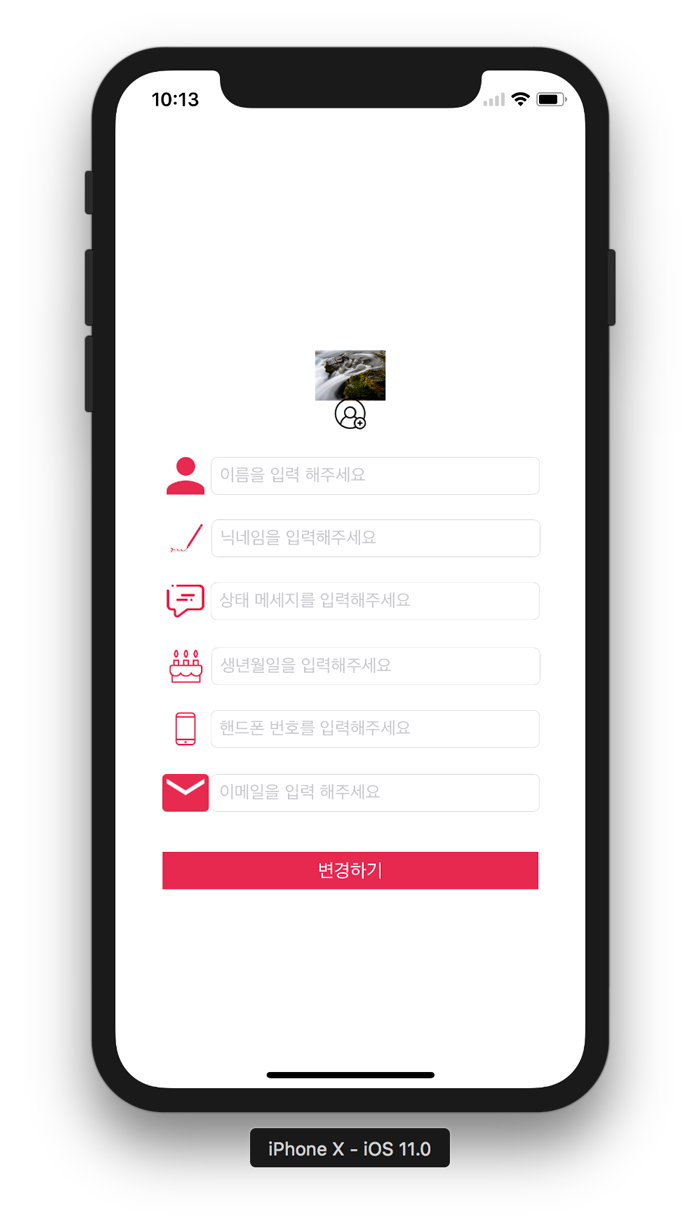 10:13
이름을 입력 해주세요
닉네임을 입력해주세요
상태 메세지를 입력해주세요
생년월일을 입력해주세요
핸드폰 번호를 입력해주세요
이메일을 입력 해주세요
변경하기
iPhone X - iOS 11.0